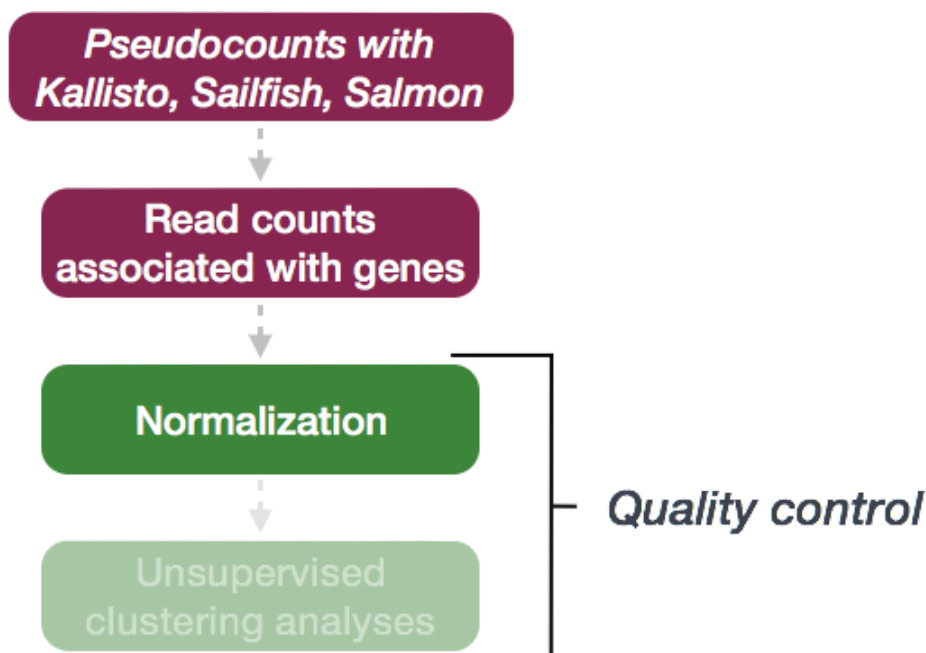 Pseudocounts with
Kallisto, Sailfish, Salmon
Read counts
associated with genes
Normalization
Quality control
Unsupervised
clustering analyses